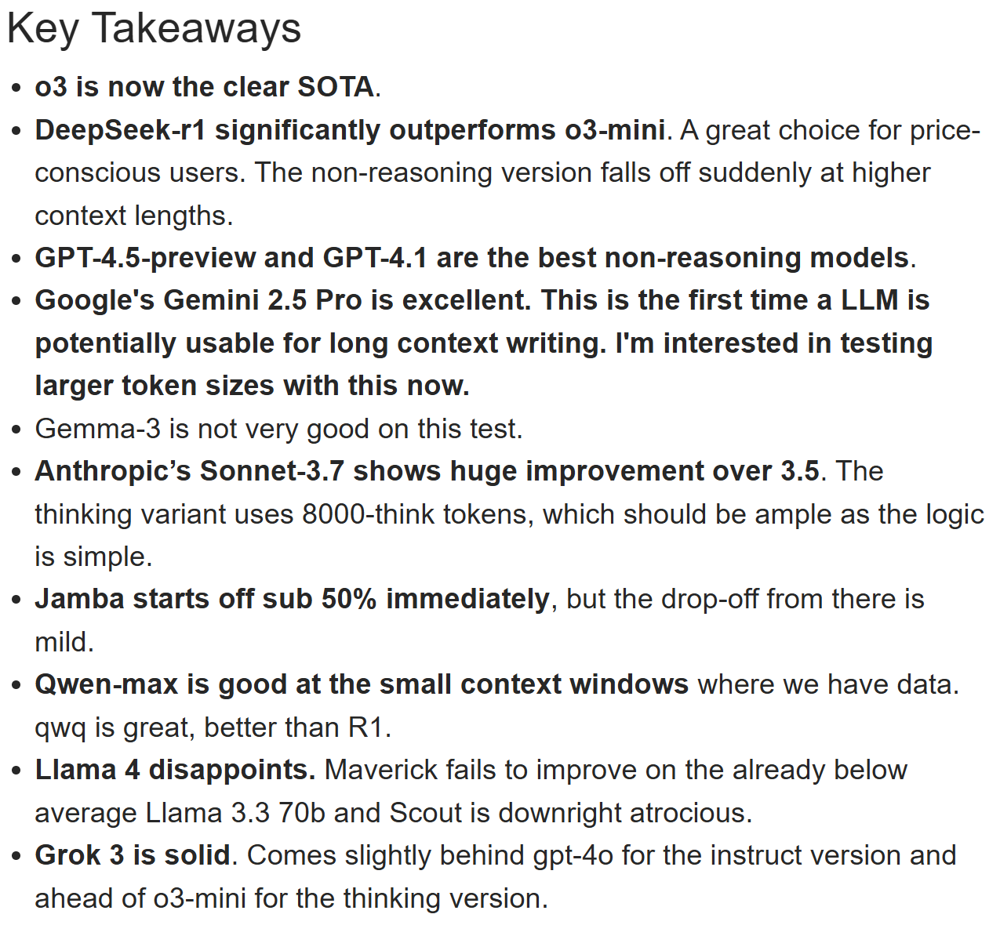 Key Takeaways
• o3 is now the clear SOTA.
• DeepSeek-r1 significantly outperforms o3-mini. A great choice for price-
conscious users. The non-reasoning version falls off suddenly at higher
context lengths.
• GPT-4.5-preview and GPT-4.1 are the best non-reasoning models.
• Google's Gemini 2.5 Pro is excellent. This is the first time a LLM is
potentially usable for long context writing. I'm interested in testing
larger token sizes with this now.
• Gemma-3 is not very good on this test.
• Anthropic’s Sonnet-3.7 shows huge improvement over 3.5. The
thinking variant uses 8000-think tokens, which should be ample as the logic
is simple.
• Jamba starts off sub 50% immediately, but the drop-off from there is
mild.
• Qwen-max is good at the small context windows where we have data.
qwq is great, better than R1.
• Llama 4 disappoints. Maverick fails to improve on the already below
average Llama 3.3 70b and Scout is downright atrocious.
• Grok 3 is solid. Comes slightly behind gpt-4o for the instruct version and
ahead of o3-mini for the thinking version.